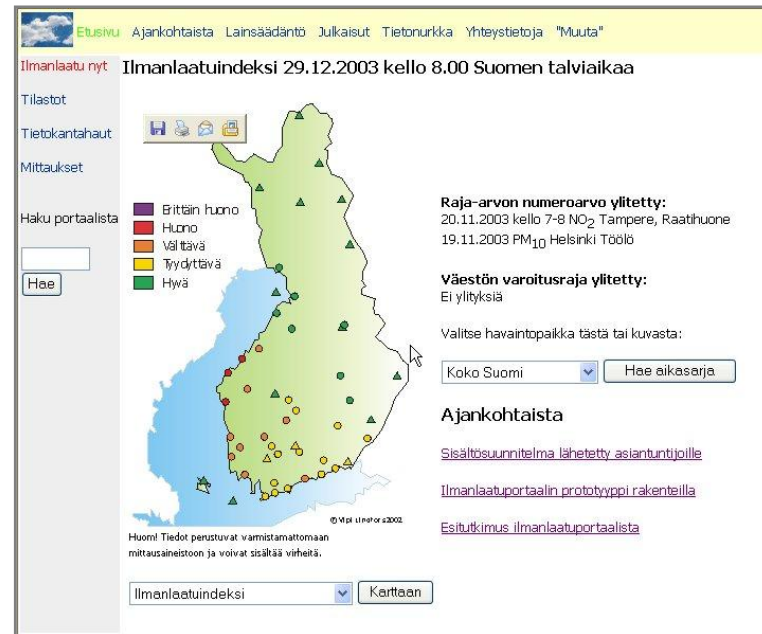 Etusivu Ajankohtaista Lainsäädäntö Julkaisut Tietonurkka Yhteystietoja "Muuta"
Ilmanlaatu nyt
Tilastot
Tietokantahaut
Mittaukset
Haku portaalista
Hae
Ilmanlaatuindeksi 29.12.2003 kello 8.00 Suomen talviaikaa
Erittäin huono
Huono
Välttävä
Tyydyttävä
Hyvä
2002
Huom! Tiedot perustuvat varmistamattomaan
mittausaineistoon ja voivat sisältää virheitä.
Ilmanlaatuindeksi Karttaan
Raja-arvon numeroarvo ylitetty:
20.11.2003 kello 7-8 NO2 Tampere, Raatihuone
19.11.2003 PM10 Helsinki Töölö
Väestön varoitusraja ylitetty:
Ei ylityksiä
Valitse havaintopaikka tästä tai kuvasta:
Koko Suomi Hae aikasarja
Ajankohtaista
Sisältösuunnitelma lähetetty asiantuntijoille
Ilmanlaatuportaalin prototyyppi rakenteilla
Esitutkimus ilmanlaatuportaalista